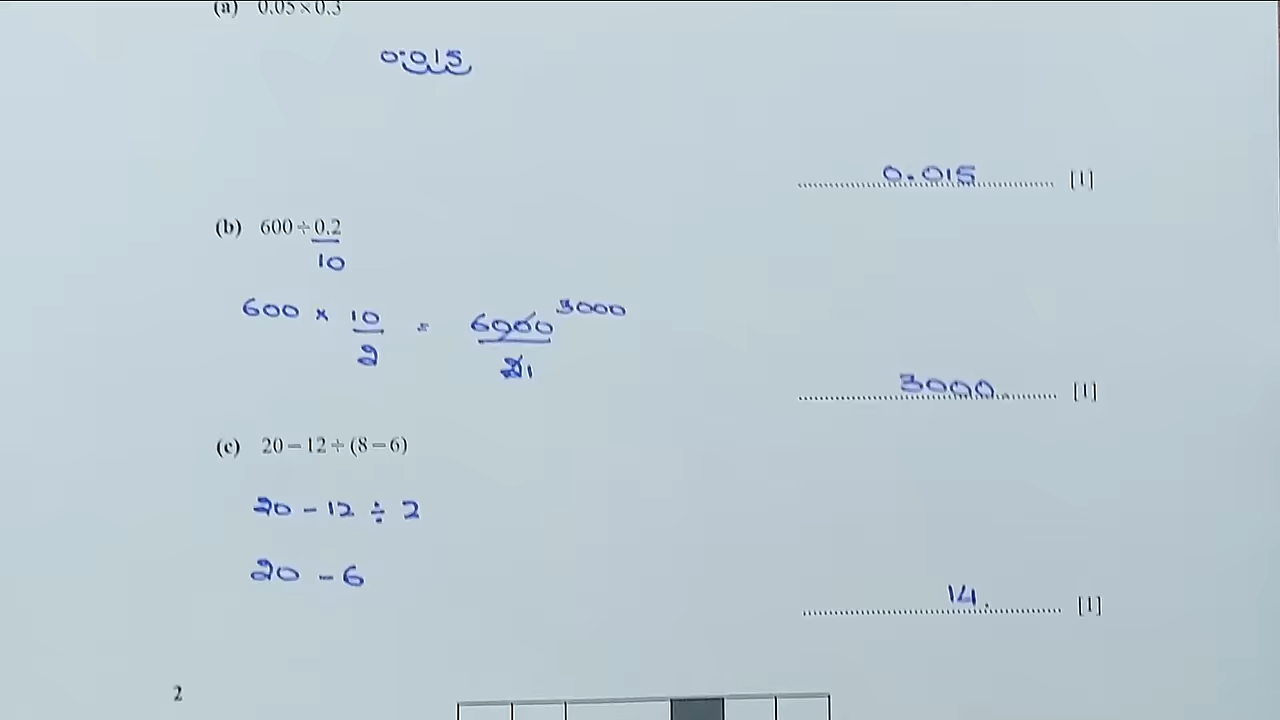 (a) 0.05 × 0.3
0.015
0.015 [1]
(b) 600 ÷ 0.2
10
600 × 10/2 = 6000/2 1 3000
3000. [1]
(c) 20 − 12 ÷ (8 − 6)
20 − 12 ÷ 2
20 − 6
14. [1]
2